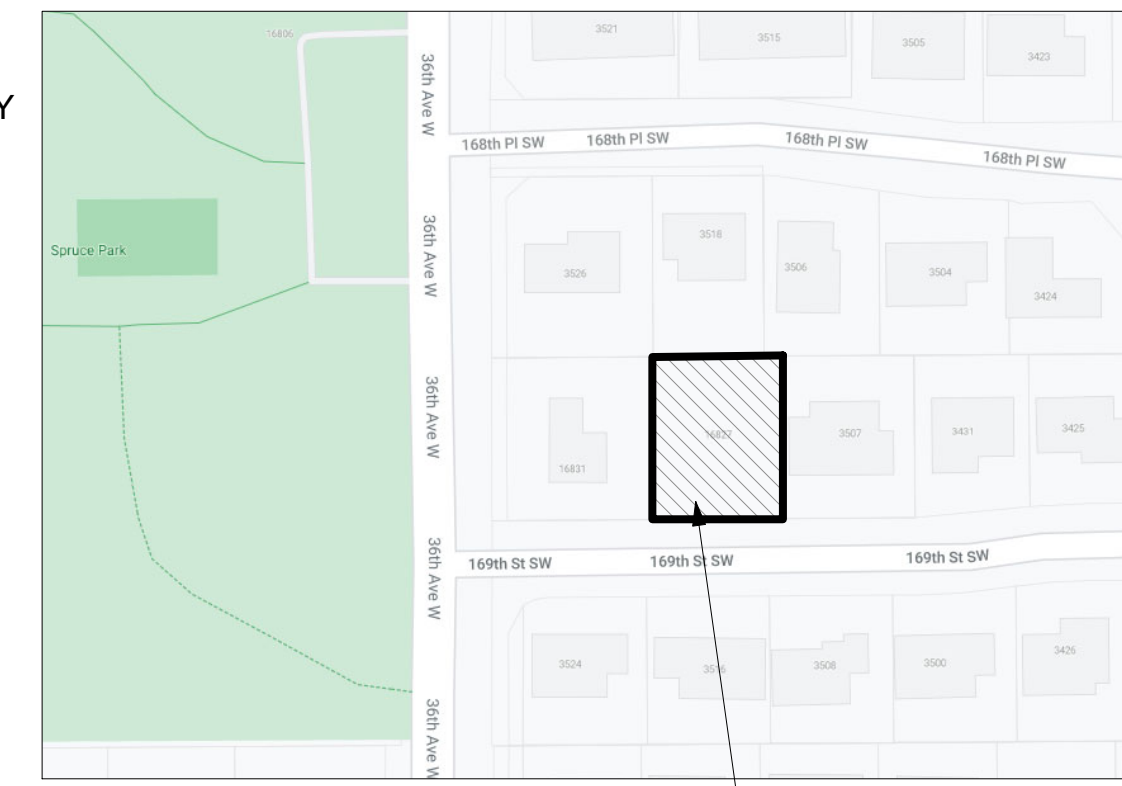 Y
16806
3521
3515
3505
3423
36th Ave W
168th Pl SW
168th Pl SW
168th Pl SW
168th Pl SW
36th Ave W
Spruce Park
3518
3526
3506
3504
3424
36th Ave W
16827
3507
3431
3425
16831
36th Ave W
169th St SW
169th St SW
169th St SW
3524
3516
3508
3500
3426
36th Ave W